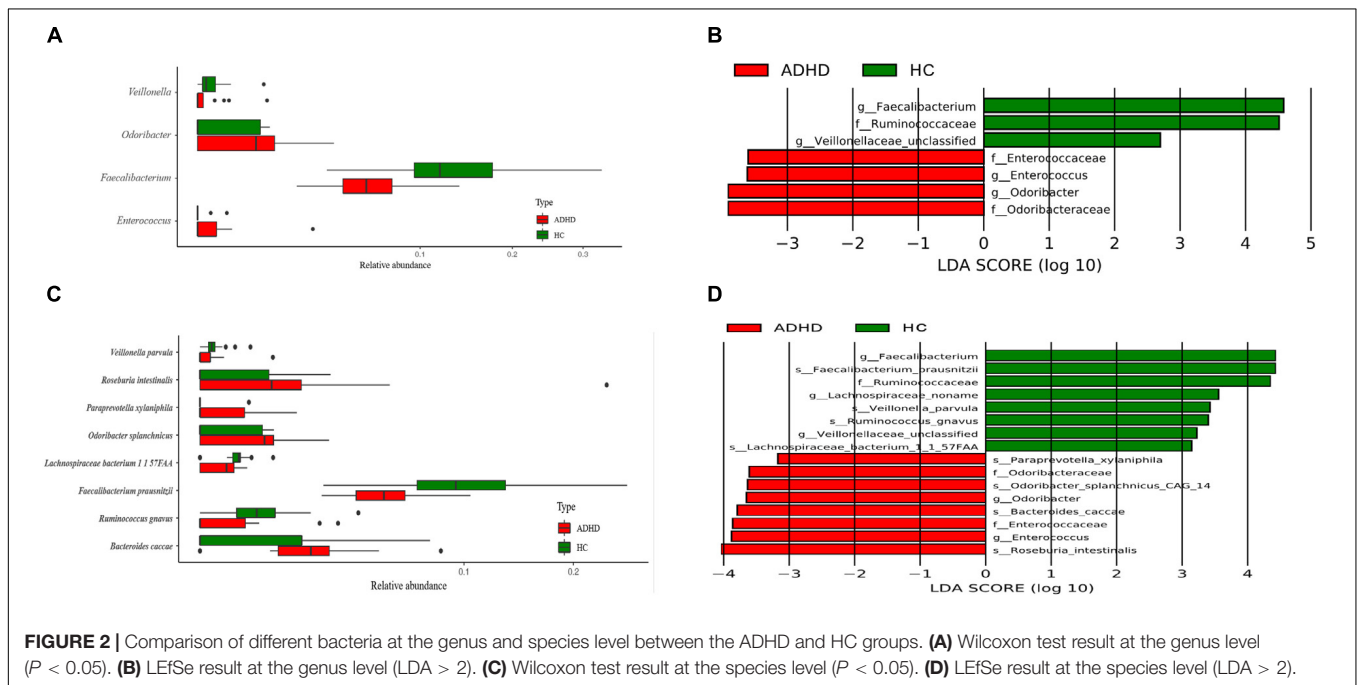 A
Veillonella
Odoribacter
Faecalibacterium
Enterococcus
Type
ADHD
HC
0.1 0.2 0.3
Relative abundance
B
ADHD HC
g__Faecalibacterium
f__Ruminococcaceae
g__Veillonellaceae_unclassified
f__Enterococcaceae
g__Enterococcus
g__Odoribacter
f__Odoribacteraceae
−3 −2 −1 0 1 2 3 4 5
LDA SCORE (log 10)
C
Veillonella parvula
Roseburia intestinalis
Paraprevotella xylaniphila
Odoribacter splanchnicus
Lachnospiraceae bacterium 1 1 57FAA
Faecalibacterium prausnitzii
Ruminococcus gnavus
Bacteroides caccae
Type
ADHD
HC
0.1 0.2
Relative abundance
D
ADHD HC
g__Faecalibacterium
s__Faecalibacterium_prausnitzii
f__Ruminococcaceae
g__Lachnospiraceae_noname
s__Veillonella_parvula
s__Ruminococcus_gnavus
g__Veillonellaceae_unclassified
s__Lachnospiraceae_bacterium_1_1_57FAA
s__Paraprevotella_xylaniphila
f__Odoribacteraceae
s__Odoribacter_splanchnicus_CAG_14
g__Odoribacter
s__Bacteroides_caccae
f__Enterococcaceae
g__Enterococcus
s__Roseburia_intestinalis
−4 −3 −2 −1 0 1 2 3 4
LDA SCORE (log 10)
FIGURE 2 | Comparison of different bacteria at the genus and species level between the ADHD and HC groups. (A) Wilcoxon test result at the genus level
(P < 0.05). (B) LEfSe result at the genus level (LDA > 2). (C) Wilcoxon test result at the species level (P < 0.05). (D) LEfSe result at the species level (LDA > 2).